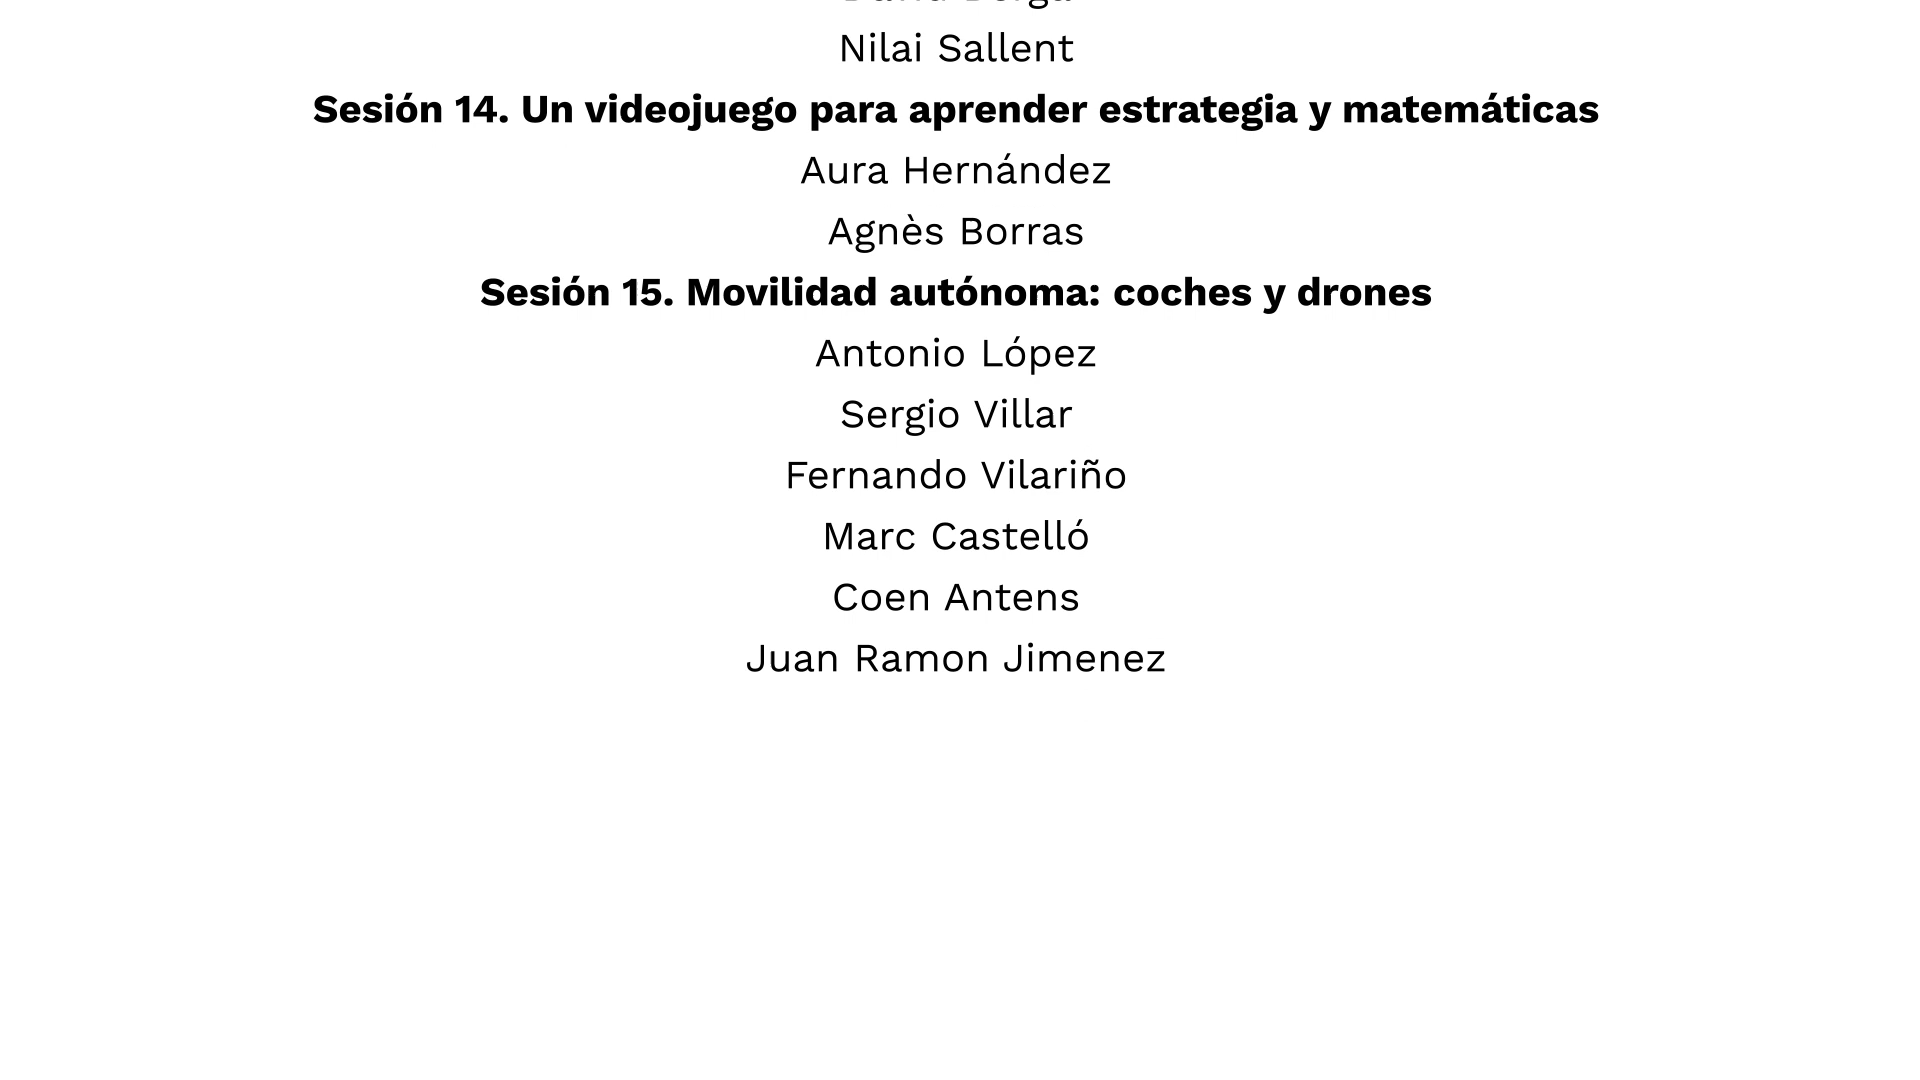 Nilai Sallent
Sesión 14. Un videojuego para aprender estrategia y matemáticas
Aura Hernández
Agnès Borras
Sesión 15. Movilidad autónoma: coches y drones
Antonio López
Sergio Villar
Fernando Vilariño
Marc Castelló
Coen Antens
Juan Ramon Jimenez